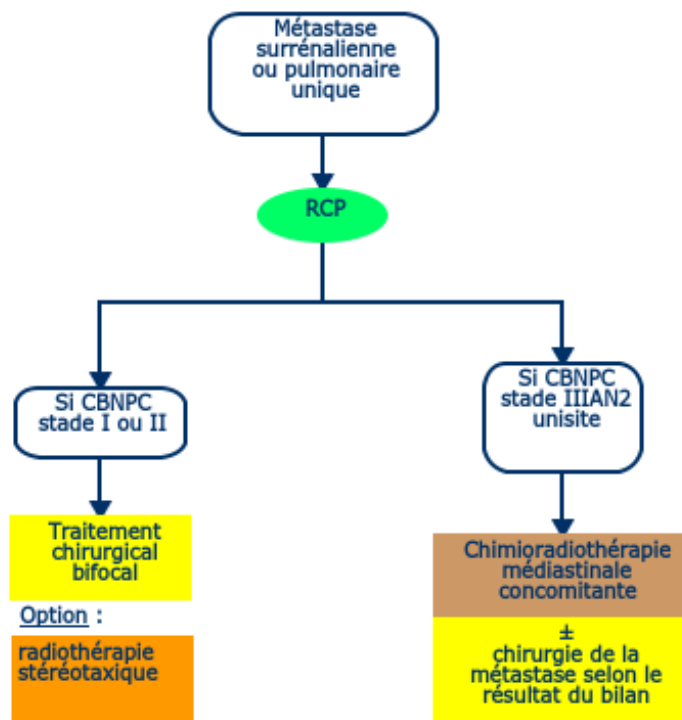 Métastase
surrénalienne
ou pulmonaire
unique
RCP
Si CBNPC
stade I ou II
Si CBNPC
stade IIIAN2
unisite
Traitement
chirurgical
bifocal
Option :
radiothérapie
stéréotaxique
Chimioradiothérapie
médiastinale
concomitante
±
chirurgie de la
métastase selon le
résultat du bilan